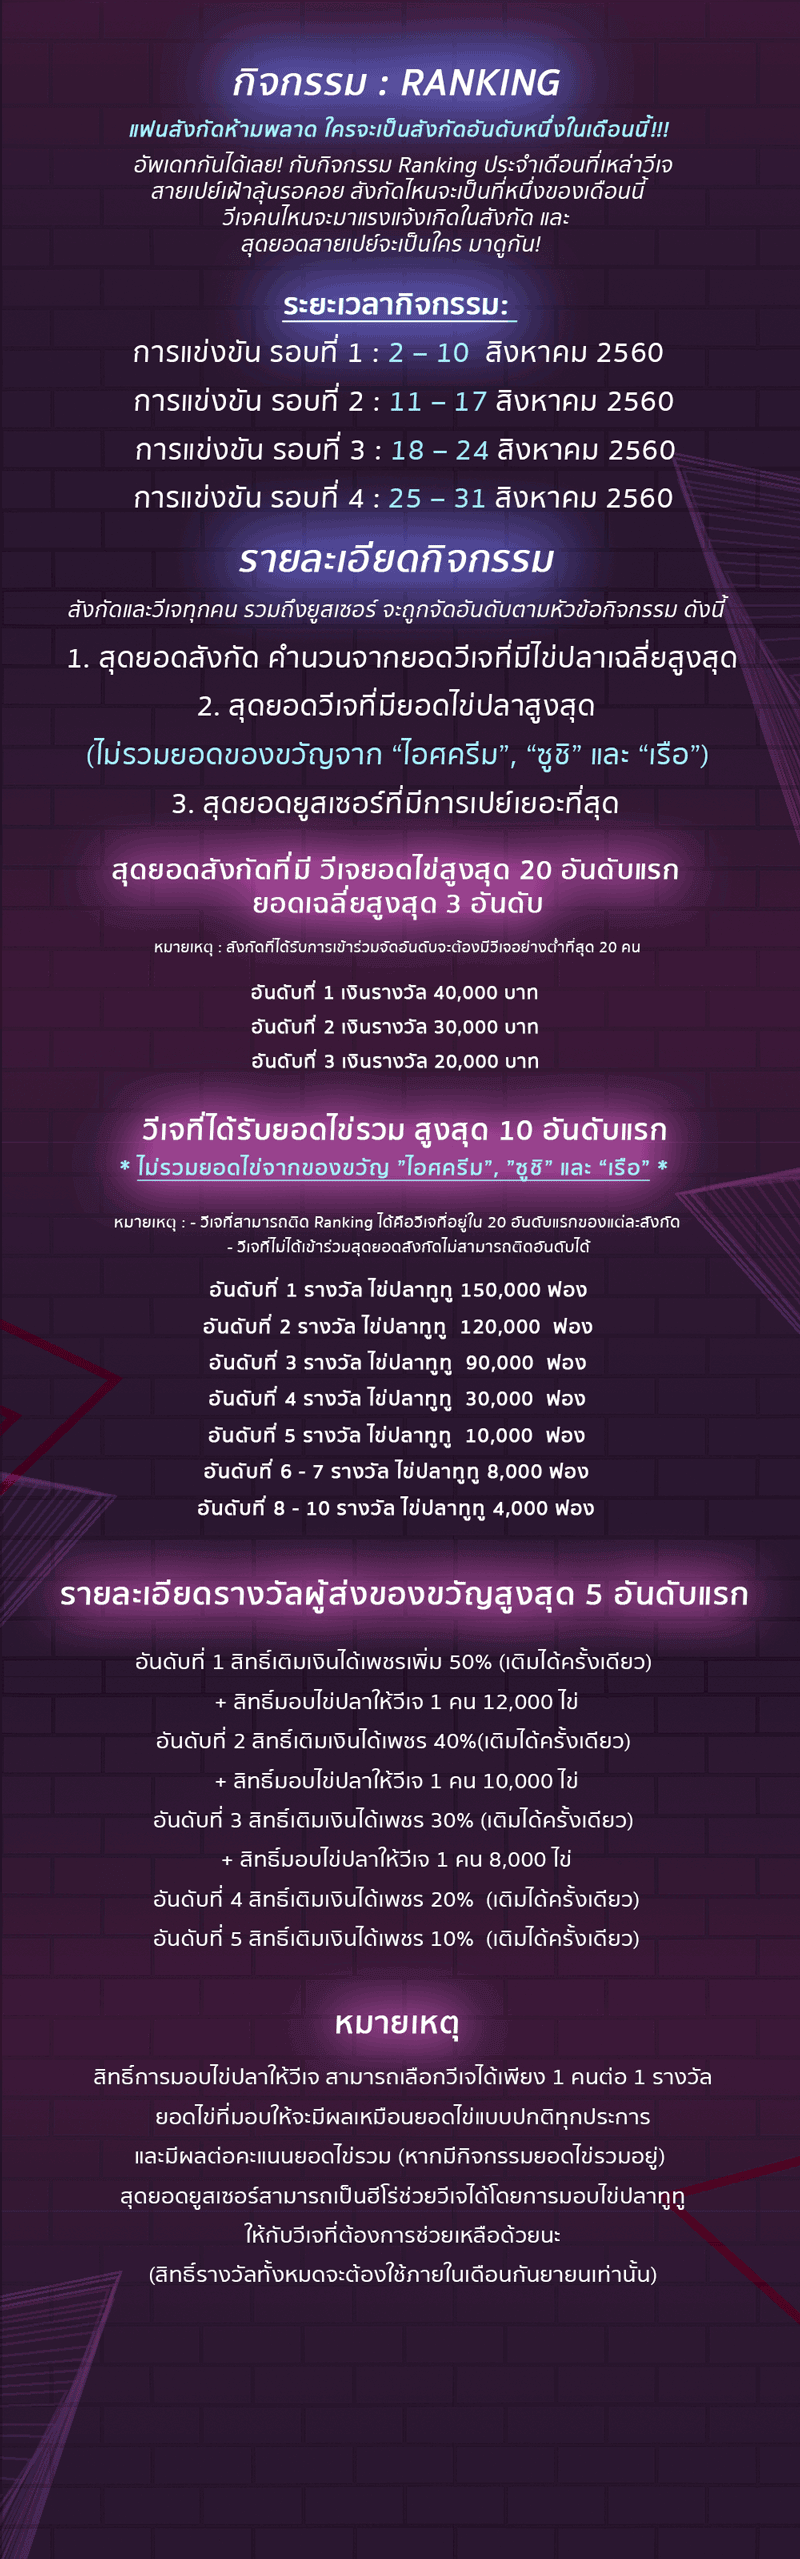 กิจกรรม : RANKING
แฟนสังกัดห้ามพลาด ใครจะเป็นสังกัดอันดับหนึ่งในเดือนนี้!!!
อัพเดทกันได้เลย! กับกิจกรรม Ranking ประจำเดือนที่เหล่าวีเจ
สายเปย์เฝ้าลุ้นรอคอย สังกัดไหนจะเป็นที่หนึ่งของเดือนนี้
วีเจคนไหนจะมาแรงแจ้งเกิดในสังกัด และ
สุดยอดสายเปย์จะเป็นใคร มาดูกัน!
ระยะเวลากิจกรรม:
การแข่งขัน รอบที่ 1 : 2 – 10 สิงหาคม 2560
การแข่งขัน รอบที่ 2 : 11 – 17 สิงหาคม 2560
การแข่งขัน รอบที่ 3 : 18 – 24 สิงหาคม 2560
การแข่งขัน รอบที่ 4 : 25 – 31 สิงหาคม 2560
รายละเอียดกิจกรรม
สังกัดและวีเจทุกคน รวมถึงยูสเซอร์ จะถูกจัดอันดับตามหัวข้อกิจกรรม ดังนี้
1. สุดยอดสังกัด คำนวนจากยอดวีเจที่มีไข่ปลาเฉลี่ยสูงสุด
2. สุดยอดวีเจที่มียอดไข่ปลาสูงสุด
(ไม่รวมยอดของขวัญจาก “ไอศครีม”, “ซูชิ” และ “เรือ”)
3. สุดยอดยูสเซอร์ที่มีการเปย์เยอะที่สุด
สุดยอดสังกัดที่มี วีเจยอดไข่สูงสุด 20 อันดับแรก
ยอดเฉลี่ยสูงสุด 3 อันดับ
หมายเหตุ : สังกัดที่ได้รับการเข้าร่วมจัดอันดับจะต้องมีวีเจอย่างต่ำที่สุด 20 คน
อันดับที่ 1 เงินรางวัล 40,000 บาท
อันดับที่ 2 เงินรางวัล 30,000 บาท
อันดับที่ 3 เงินรางวัล 20,000 บาท
วีเจที่ได้รับยอดไข่รวม สูงสุด 10 อันดับแรก
* ไม่รวมยอดไข่จากของขวัญ ”ไอศครีม”, ”ซูชิ” และ “เรือ” *
หมายเหตุ : - วีเจที่สามารถติด Ranking ได้คือวีเจที่อยู่ใน 20 อันดับแรกของแต่ละสังกัด
- วีเจที่ไม่ได้เข้าร่วมสุดยอดสังกัดไม่สามารถติดอันดับได้
อันดับที่ 1 รางวัล ไข่ปลาทูทู 150,000 ฟอง
อันดับที่ 2 รางวัล ไข่ปลาทูทู 120,000 ฟอง
อันดับที่ 3 รางวัล ไข่ปลาทูทู 90,000 ฟอง
อันดับที่ 4 รางวัล ไข่ปลาทูทู 30,000 ฟอง
อันดับที่ 5 รางวัล ไข่ปลาทูทู 10,000 ฟอง
อันดับที่ 6 - 7 รางวัล ไข่ปลาทูทู 8,000 ฟอง
อันดับที่ 8 - 10 รางวัล ไข่ปลาทูทู 4,000 ฟอง
รายละเอียดรางวัลผู้ส่งของขวัญสูงสุด 5 อันดับแรก
อันดับที่ 1 สิทธิ์เติมเงินได้เพชรเพิ่ม 50% (เติมได้ครั้งเดียว)
+ สิทธิ์มอบไข่ปลาให้วีเจ 1 คน 12,000 ไข่
อันดับที่ 2 สิทธิ์เติมเงินได้เพชร 40%(เติมได้ครั้งเดียว)
+ สิทธิ์มอบไข่ปลาให้วีเจ 1 คน 10,000 ไข่
อันดับที่ 3 สิทธิ์เติมเงินได้เพชร 30% (เติมได้ครั้งเดียว)
+ สิทธิ์มอบไข่ปลาให้วีเจ 1 คน 8,000 ไข่
อันดับที่ 4 สิทธิ์เติมเงินได้เพชร 20% (เติมได้ครั้งเดียว)
อันดับที่ 5 สิทธิ์เติมเงินได้เพชร 10% (เติมได้ครั้งเดียว)
หมายเหตุ
สิทธิ์การมอบไข่ปลาให้วีเจ สามารถเลือกวีเจได้เพียง 1 คนต่อ 1 รางวัล
ยอดไข่ที่มอบให้จะมีผลเหมือนยอดไข่แบบปกติทุกประการ
และมีผลต่อคะแนนยอดไข่รวม (หากมีกิจกรรมยอดไข่รวมอยู่)
สุดยอดยูสเซอร์สามารถเป็นฮีโร่ช่วยวีเจได้โดยการมอบไข่ปลาทูทู
ให้กับวีเจที่ต้องการช่วยเหลือด้วยนะ
(สิทธิ์รางวัลทั้งหมดจะต้องใช้ภายในเดือนกันยายนเท่านั้น)